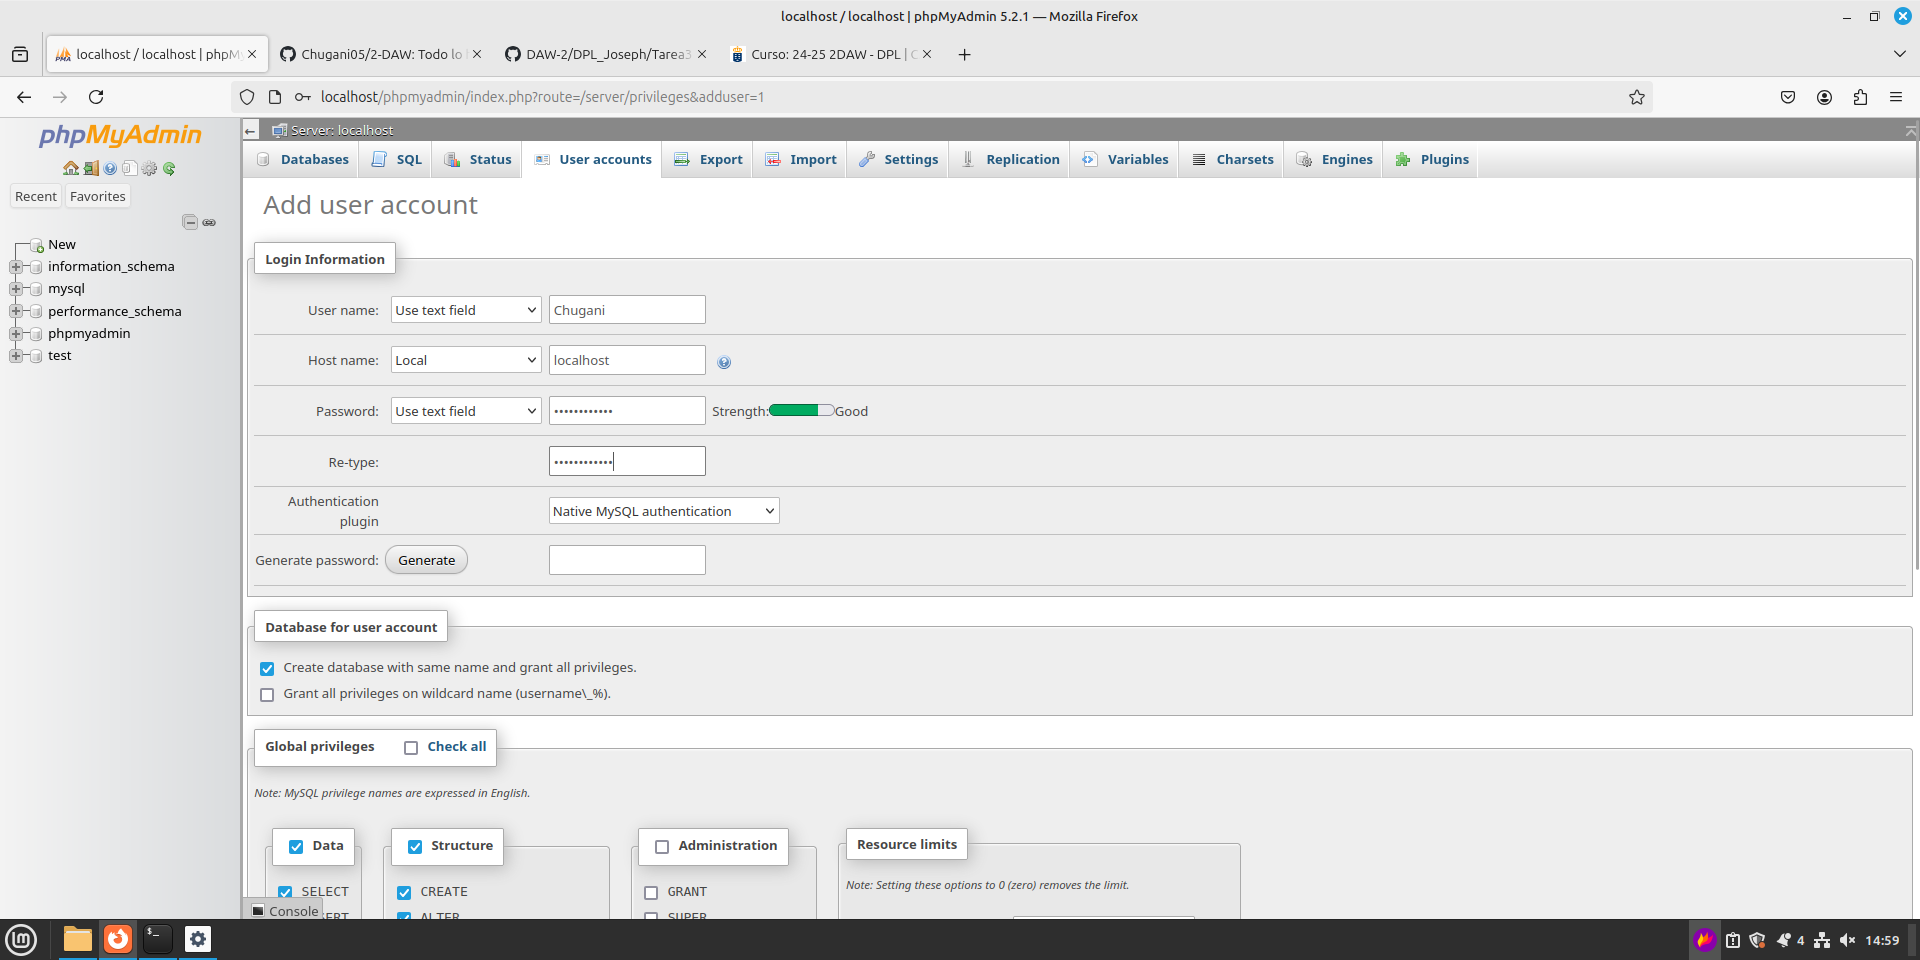 localhost / localhost | phpMyAdmin 5.2.1 — Mozilla Firefox
localhost / localhost | phpMy
Chugani05/2-DAW: Todo lo
DAW-2/DPL_Joseph/Tarea3
Curso: 24-25 2DAW - DPL |
localhost/phpmyadmin/index.php?route=/server/privileges&adduser=1
phpMyAdmin
Recent Favorites
New
information_schema
mysql
performance_schema
phpmyadmin
test
Server: localhost
Databases SQL Status User accounts Export Import Settings Replication Variables Charsets Engines Plugins
Add user account
Login Information
User name: Use text field Chugani
Host name: Local localhost
Password: Use text field •••••••••••• Strength: Good
Re-type: ••••••••••••
Authentication
plugin
Native MySQL authentication
Generate password: Generate
Database for user account
Create database with same name and grant all privileges.
Grant all privileges on wildcard name (username\_%).
Global privileges Check all
Note: MySQL privilege names are expressed in English.
Data Structure Administration Resource limits
SELECT CREATE GRANT Note: Setting these options to 0 (zero) removes the limit.
ALTER SUPER
Console
4 14:59